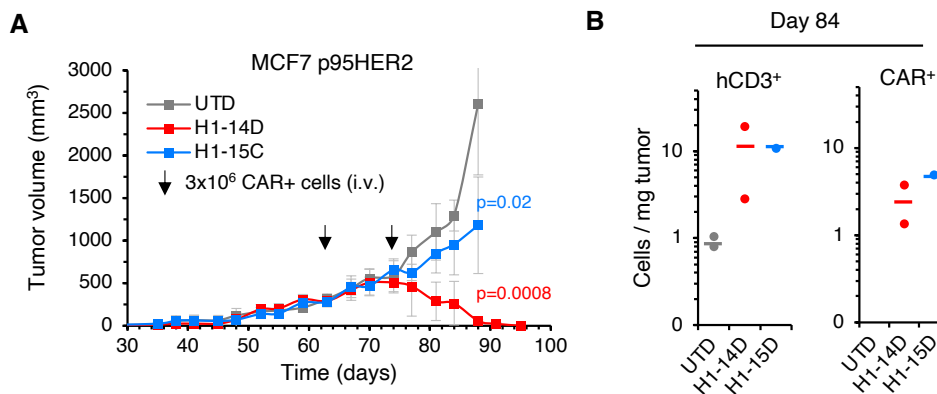 A
MCF7 p95HER2
Tumor volume (mm³)
3000
2500
2000
1500
1000
500
0
UTD
H1-14D
H1-15C
3x10⁶ CAR+ cells (i.v.)
p=0.02
p=0.0008
30 40 50 60 70 80 90 100
Time (days)
B
Day 84
hCD3⁺
Cells / mg tumor
10
1
0
UTD
H1-14D
H1-15D
CAR⁺
10
1
0
UTD
H1-14D
H1-15D